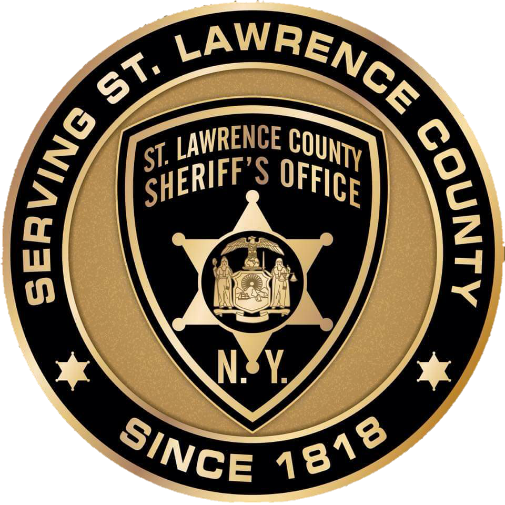 SERVING ST. LAWRENCE COUNTY
ST. LAWRENCE COUNTY
SHERIFF'S OFFICE
N. Y.
SINCE 1818